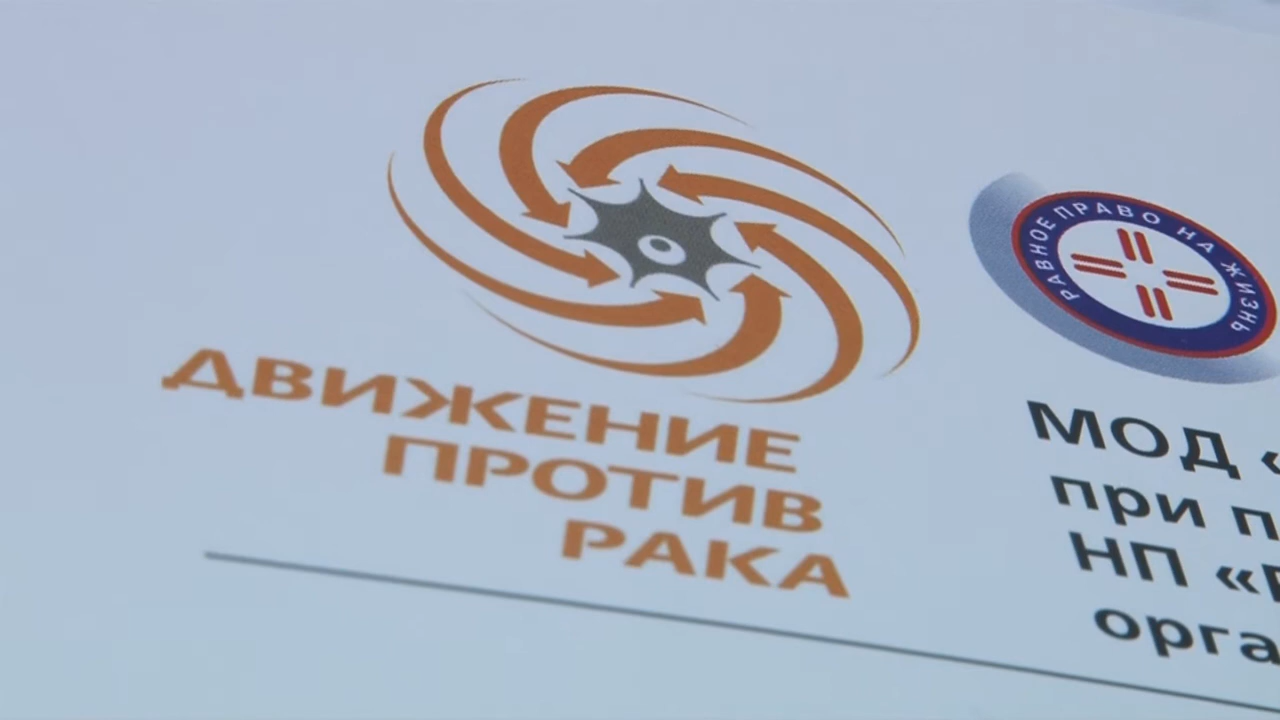 ДВИЖЕНИЕ
ПРОТИВ
РАКА
РАВНОЕ ПРАВО НА ЖИЗНЬ
МОД «
при п
НП «
орга